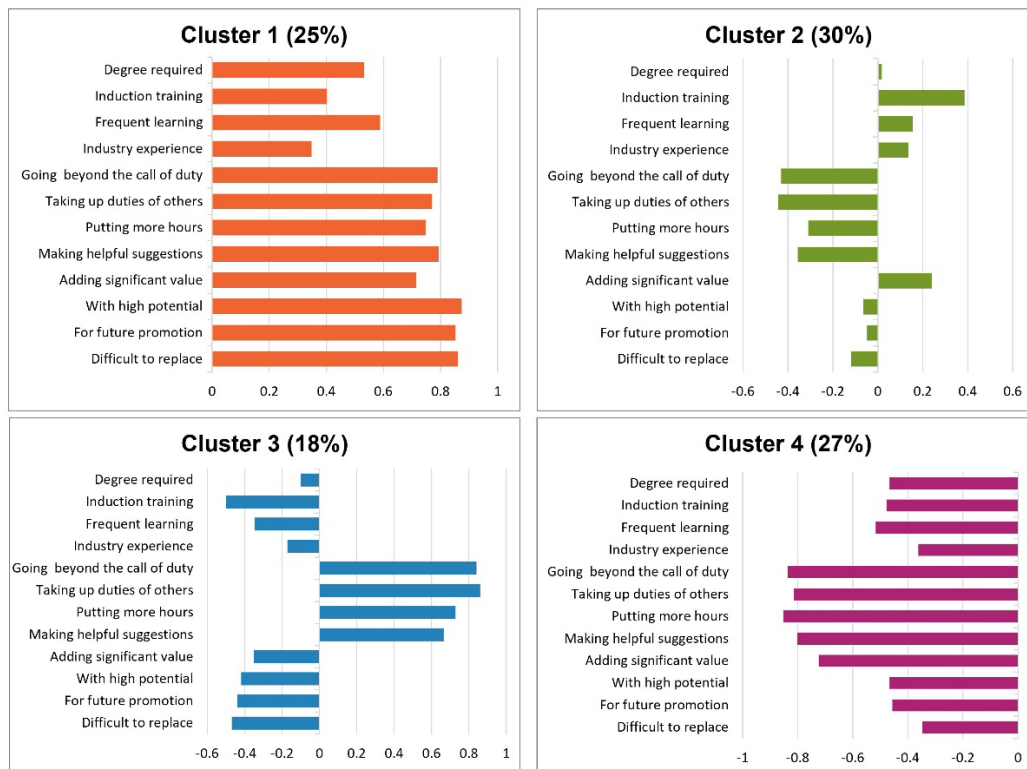 Cluster 1 (25%)
Degree required
Induction training
Frequent learning
Industry experience
Going beyond the call of duty
Taking up duties of others
Putting more hours
Making helpful suggestions
Adding significant value
With high potential
For future promotion
Difficult to replace
0 0.2 0.4 0.6 0.8 1
Cluster 2 (30%)
Degree required
Induction training
Frequent learning
Industry experience
Going beyond the call of duty
Taking up duties of others
Putting more hours
Making helpful suggestions
Adding significant value
With high potential
For future promotion
Difficult to replace
-0.6 -0.4 -0.2 0 0.2 0.4 0.6
Cluster 3 (18%)
Degree required
Induction training
Frequent learning
Industry experience
Going beyond the call of duty
Taking up duties of others
Putting more hours
Making helpful suggestions
Adding significant value
With high potential
For future promotion
Difficult to replace
-0.6 -0.4 -0.2 0 0.2 0.4 0.6 0.8 1
Cluster 4 (27%)
Degree required
Induction training
Frequent learning
Industry experience
Going beyond the call of duty
Taking up duties of others
Putting more hours
Making helpful suggestions
Adding significant value
With high potential
For future promotion
Difficult to replace
-1 -0.8 -0.6 -0.4 -0.2 0